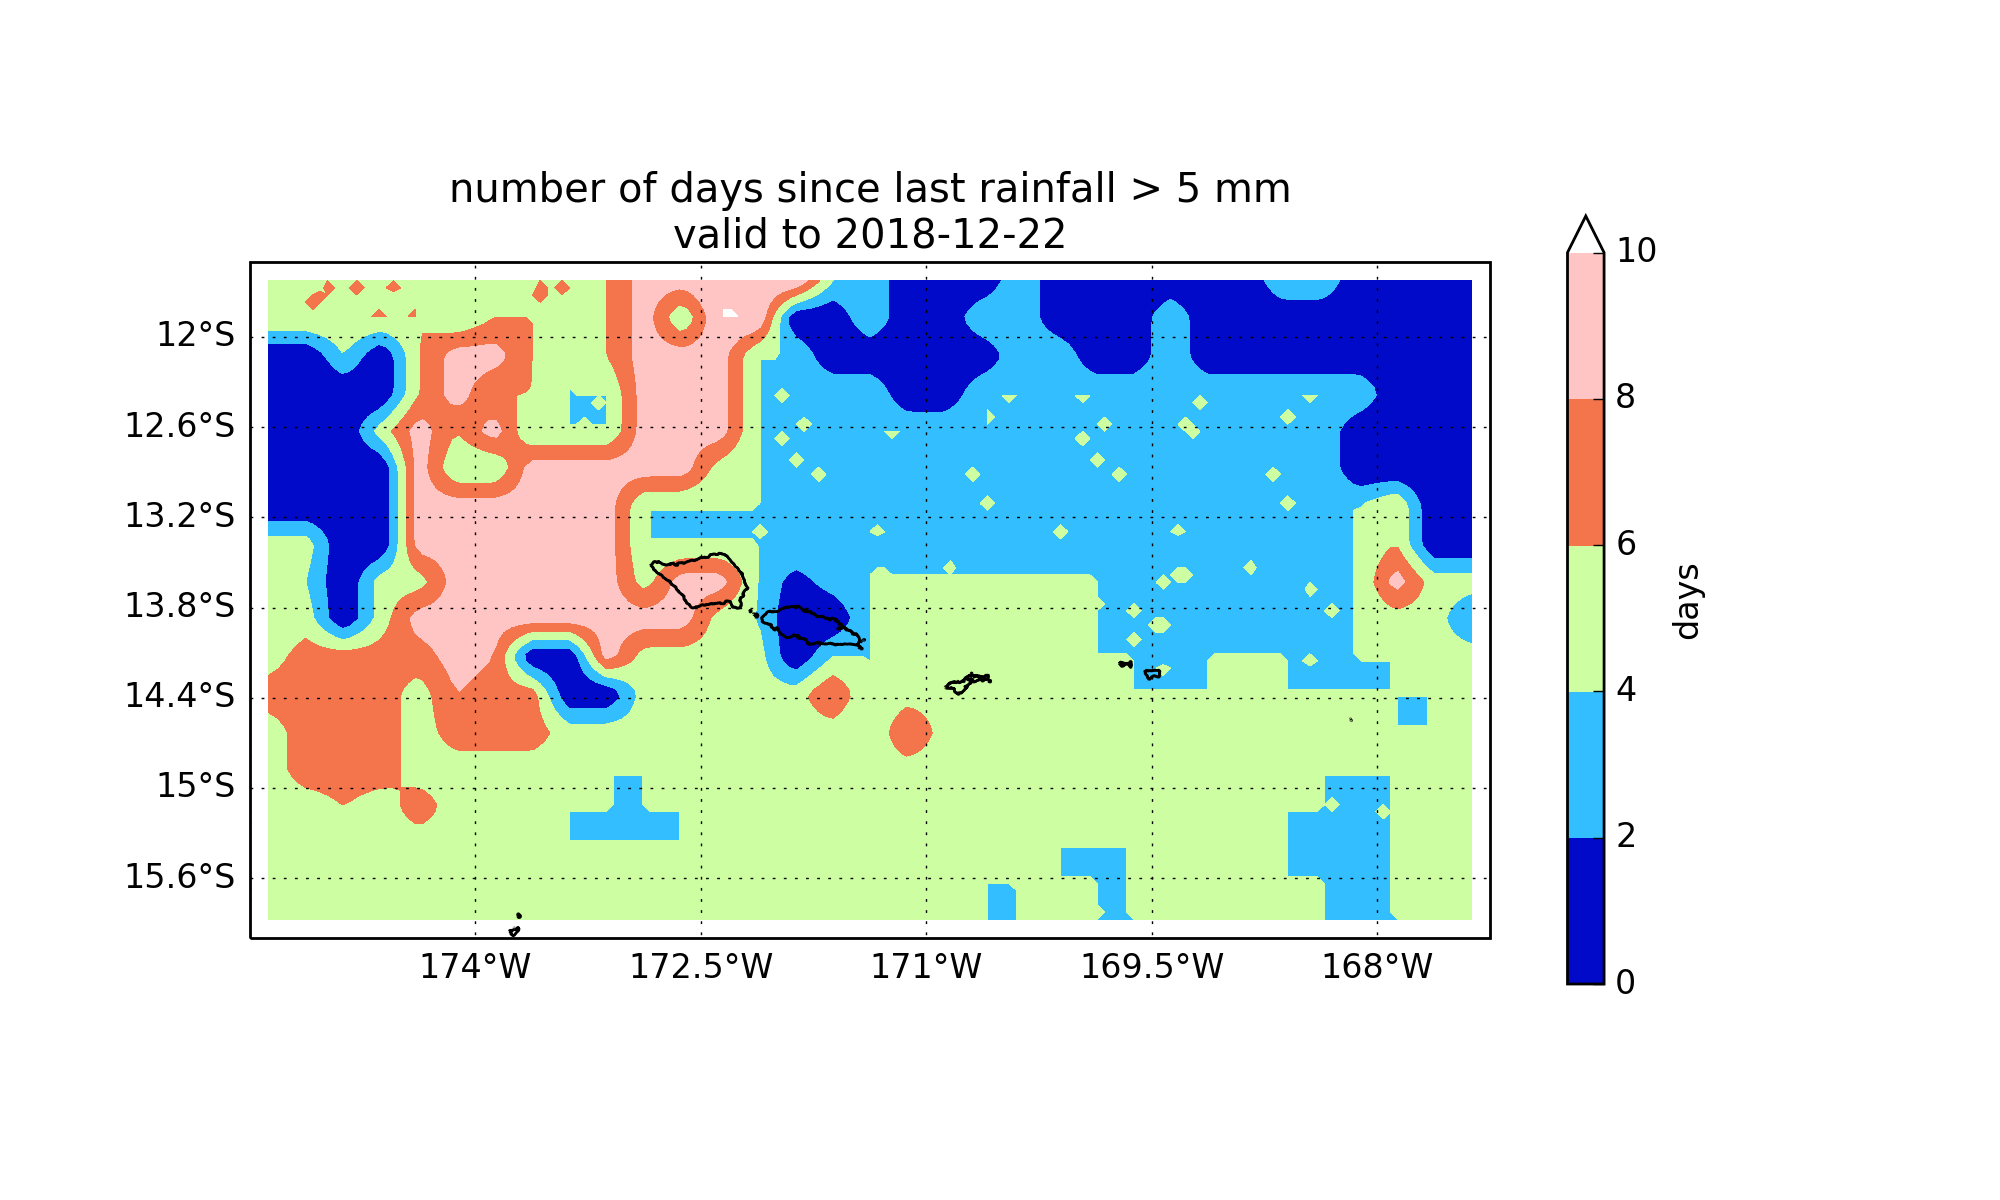 number of days since last rainfall > 5 mm
valid to 2018-12-22
12°S
12.6°S
13.2°S
13.8°S
14.4°S
15°S
15.6°S
174°W
172.5°W
171°W
169.5°W
168°W
10
8
6
4
2
0
days